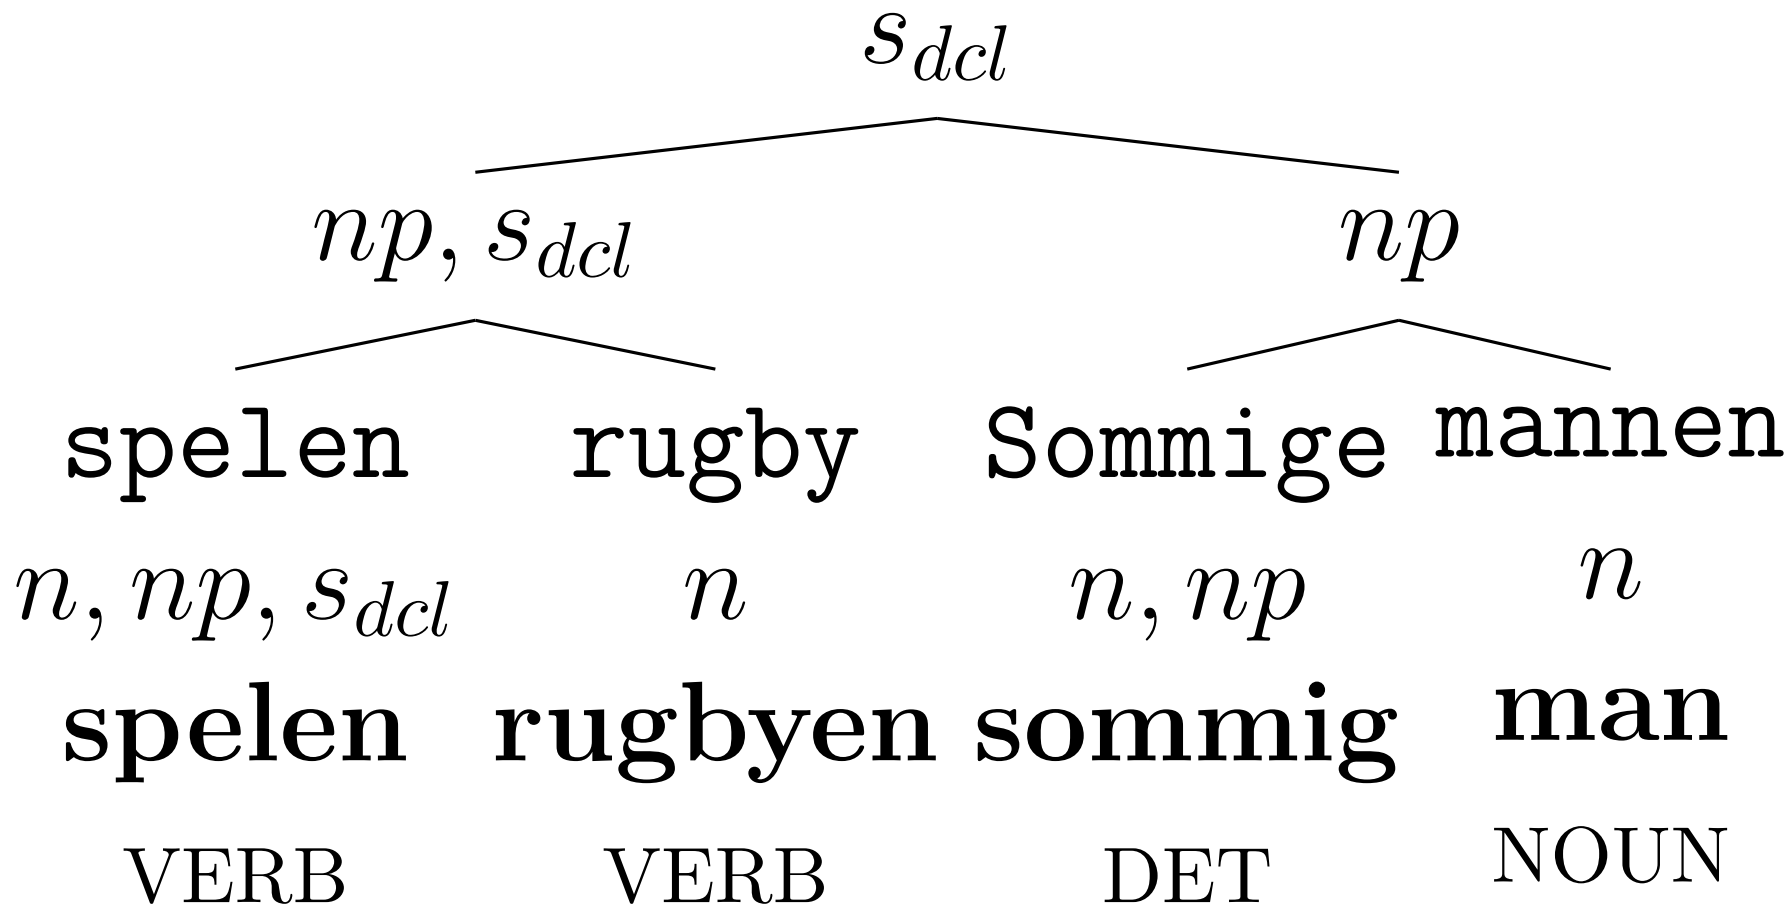 s_dcl
np, s_dcl np
spelen rugby Sommige mannen
n, np, s_dcl n n, np n
spelen rugbyen sommig man
VERB VERB DET NOUN